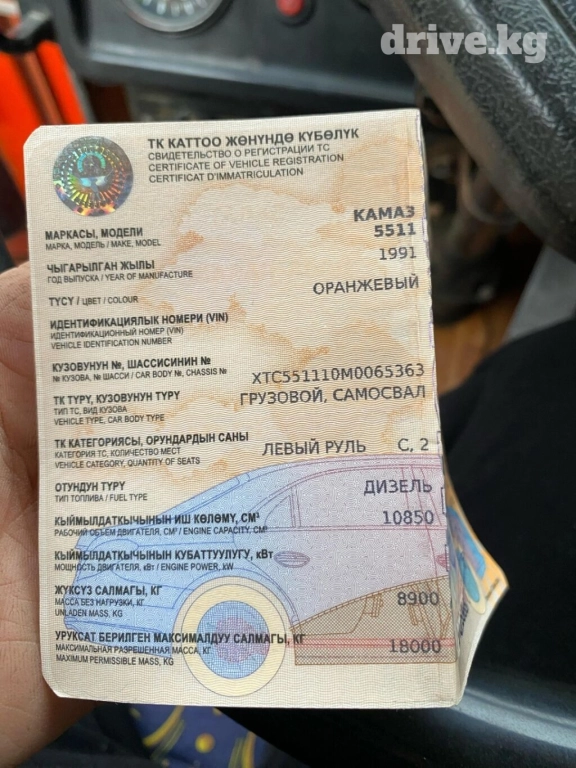 drive.kg
ТК КАТТОО ЖӨНҮНДӨ КҮБӨЛҮК
СВИДЕТЕЛЬСТВО О РЕГИСТРАЦИИ ТС
CERTIFICATE OF VEHICLE REGISTRATION
CERTIFICAT D'IMMATRICULATION
МАРКАСЫ, МОДЕЛИ
МАРКА, МОДЕЛЬ / MAKE, MODEL
КАМАЗ
5511
ЧЫГАРЫЛГАН ЖЫЛЫ
ГОД ВЫПУСКА / YEAR OF MANUFACTURE
1991
ТҮСҮ / ЦВЕТ / COLOUR
ОРАНЖЕВЫЙ
ИДЕНТИФИКАЦИЯЛЫК НОМЕРИ (VIN)
ИДЕНТИФИКАЦИОННЫЙ НОМЕР (VIN)
VEHICLE IDENTIFICATION NUMBER
КУЗОВУНУН №, ШАССИСИНИН №
№ КУЗОВА, № ШАССИ / CAR BODY №, CHASSIS №
XTC551110M0065363
ТК ТҮРҮ, КУЗОВУНУН ТҮРҮ
ТИП ТС, ВИД КУЗОВА
VEHICLE TYPE, CAR BODY TYPE
ГРУЗОВОЙ, САМОСВАЛ
ТК КАТЕГОРИЯСЫ, ОРУНДАРДЫН САНЫ
КАТЕГОРИЯ ТС, КОЛИЧЕСТВО МЕСТ
VEHICLE CATEGORY, QUANTITY OF SEATS
ЛЕВЫЙ РУЛЬ C, 2
ОТУНДУН ТҮРҮ
ТИП ТОПЛИВА / FUEL TYPE
ДИЗЕЛЬ
КЫЙМЫЛДАТКЫЧЫНЫН ИШ КӨЛӨМҮ, СМ³
РАБОЧИЙ ОБЪЕМ ДВИГАТЕЛЯ, СМ³ / ENGINE CAPACITY, CM³
10850
КЫЙМЫЛДАТКЫЧЫНЫН КУБАТТУУЛУГУ, кВт
МОЩНОСТЬ ДВИГАТЕЛЯ, кВт / ENGINE POWER, kW
ЖҮКСҮЗ САЛМАГЫ, КГ
МАССА БЕЗ НАГРУЗКИ, КГ
UNLADEN MASS, KG
8900
УРУКСАТ БЕРИЛГЕН МАКСИМАЛДУУ САЛМАГЫ, КГ
МАКСИМАЛЬНАЯ РАЗРЕШЕННАЯ МАССА, КГ
MAXIMUM PERMISSIBLE MASS, KG
18000